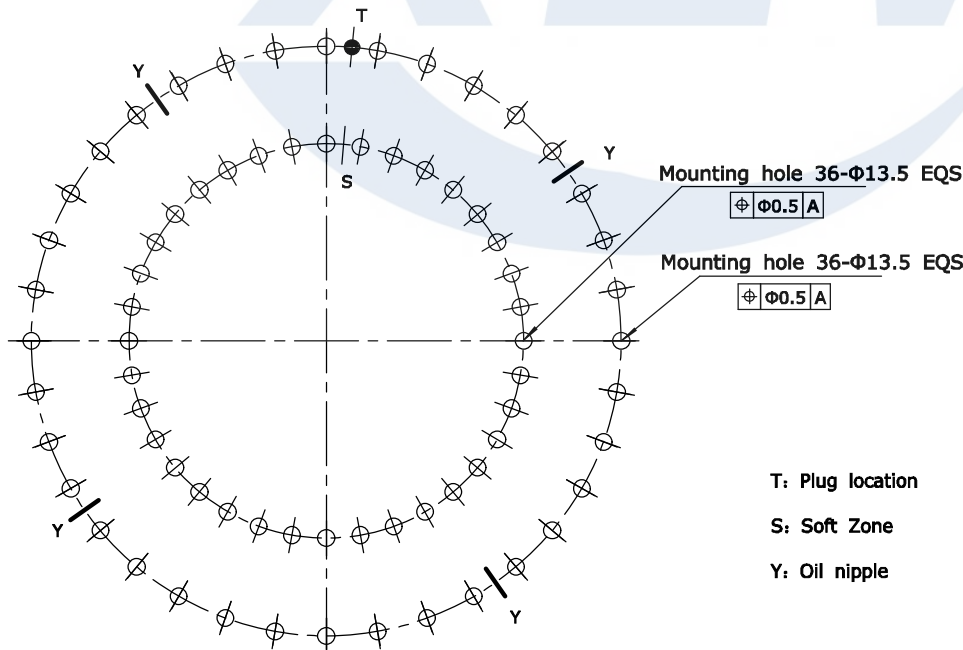 T
Y
Y
S
Mounting hole 36-Φ13.5 EQS
⌖ Φ0.5 A
Mounting hole 36-Φ13.5 EQS
⌖ Φ0.5 A
T: Plug location
Y
S: Soft Zone
Y: Oil nipple
Y